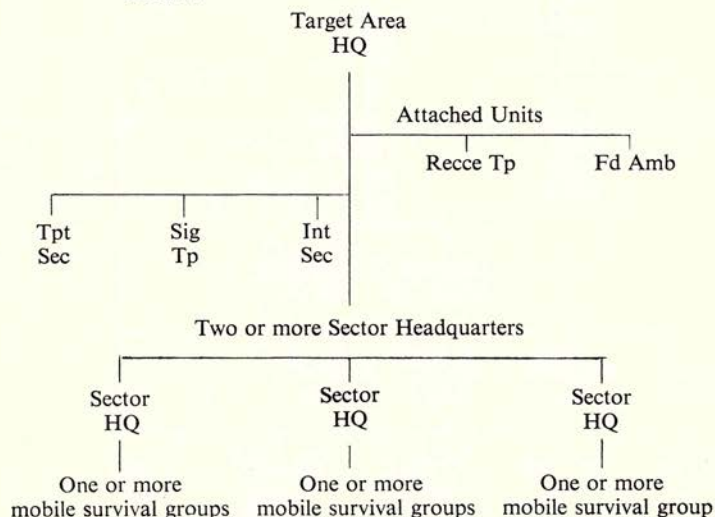 Target Area
HQ
Attached Units
Recce Tp
Fd Amb
Tpt
Sec
Sig
Tp
Int
Sec
Two or more Sector Headquarters
Sector
HQ
Sector
HQ
Sector
HQ
One or more
mobile survival groups
One or more
mobile survival groups
One or more
mobile survival group